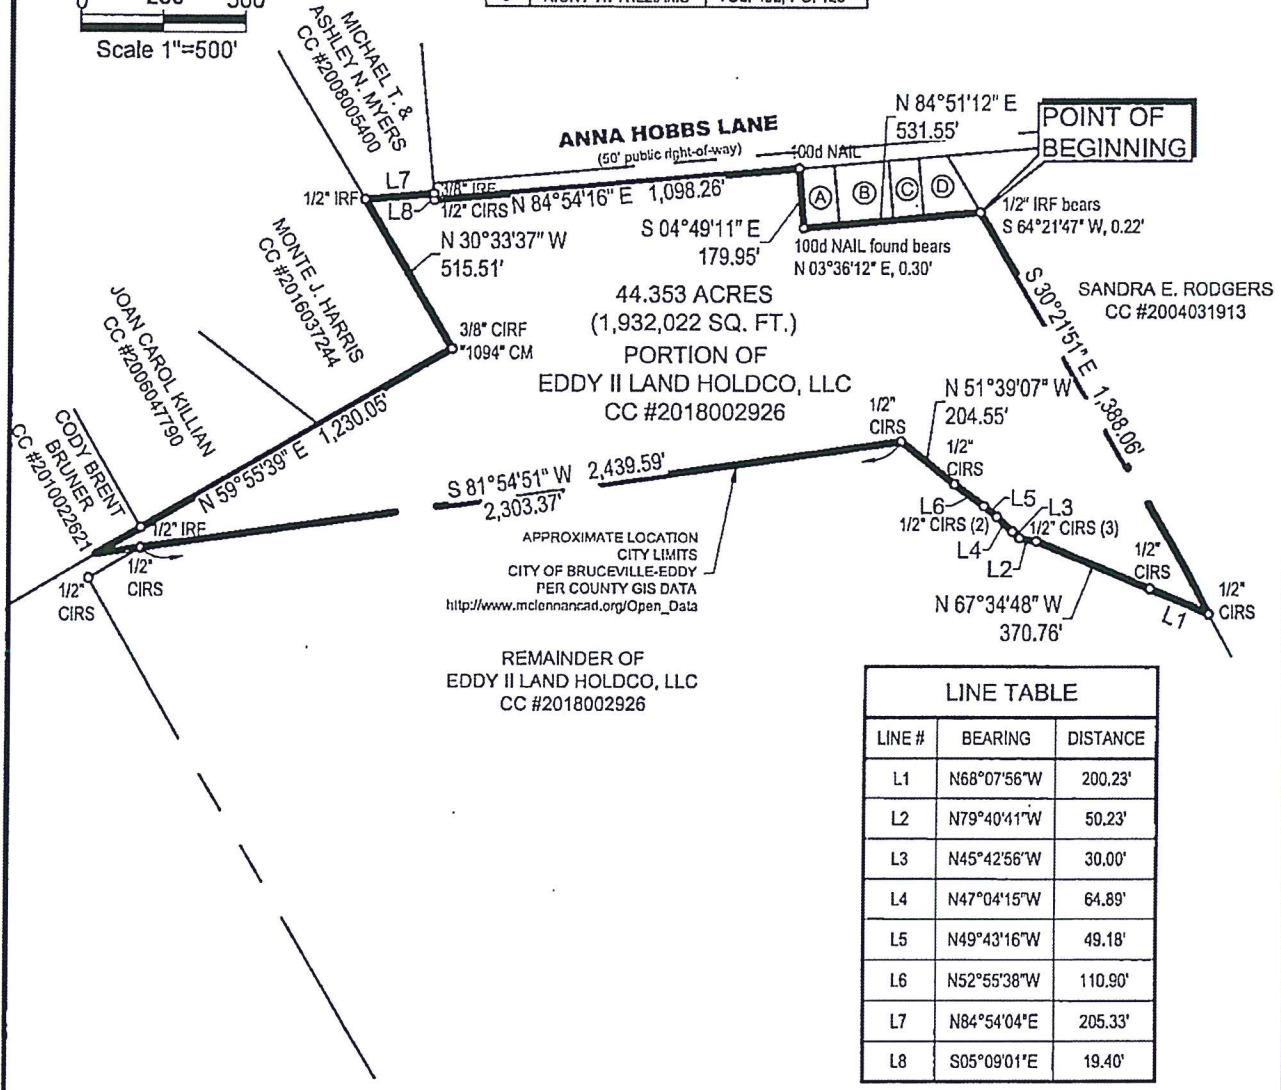 0 500'
Scale 1"=500'
MICHAEL T. &
ASHLEY N. MYERS
CC #2008005400
ANNA HOBBS LANE
(50' public right-of-way)
N 84°51'12" E
531.55'
POINT OF
BEGINNING
100d NAIL
L7
1/2" IRF
3/8" IRF
L8
1/2" CIRS
N 84°54'16" E 1,098.26'
A
B
C
D
1/2" IRF bears
S 64°21'47" W, 0.22'
S 04°49'11" E
179.95'
100d NAIL found bears
N 03°36'12" E, 0.30'
N 30°33'37" W
515.51'
MONTE J. HARRIS
CC #2016037244
SANDRA E. RODGERS
CC #2004031913
S 30°21'51" E 1,388.06'
44.353 ACRES
(1,932,022 SQ. FT.)
PORTION OF
EDDY II LAND HOLDCO, LLC
CC #2018002926
3/8" CIRF
"1094" CM
JOAN CAROL KILLIAN
CC #2006047790
N 51°39'07" W
204.55'
1/2"
CIRS
CODY BRENT
BRUNER
CC #2010022621
N 59°55'39" E 1,230.05'
1/2"
CIRS
S 81°54'51" W 2,439.59'
2,303.37'
L6
L5
L3
1/2" CIRS (2)
1/2" CIRS (3)
L4
L2
1/2" IRF
1/2"
CIRS
1/2"
CIRS
APPROXIMATE LOCATION
CITY LIMITS
CITY OF BRUCEVILLE-EDDY
PER COUNTY GIS DATA
http://www.mclennancad.org/Open_Data
1/2"
CIRS
1/2"
CIRS
L1
N 67°34'48" W
370.76'
REMAINDER OF
EDDY II LAND HOLDCO, LLC
CC #2018002926
LINE TABLE
LINE # BEARING DISTANCE
L1 N68°07'56"W 200.23'
L2 N79°40'41"W 50.23'
L3 N45°42'56"W 30.00'
L4 N47°04'15"W 64.89'
L5 N49°43'16"W 49.18'
L6 N52°55'38"W 110.90'
L7 N84°54'04"E 205.33'
L8 S05°09'01"E 19.40'